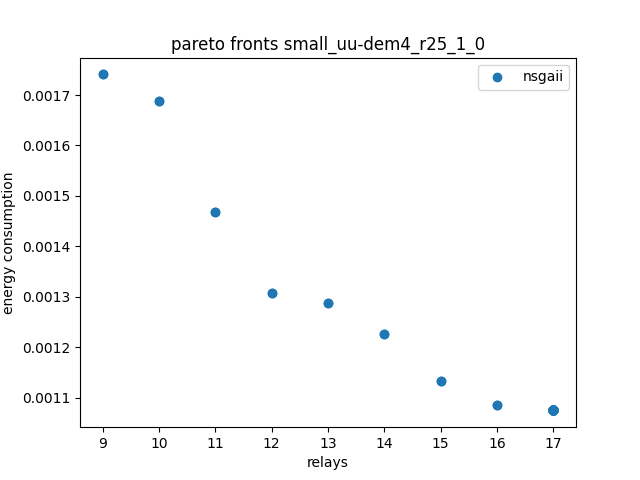 pareto fronts small_uu-dem4_r25_1_0
nsgaii
0.0017
0.0016
0.0015
0.0014
0.0013
0.0012
0.0011
energy consumption
9 10 11 12 13 14 15 16 17
relays